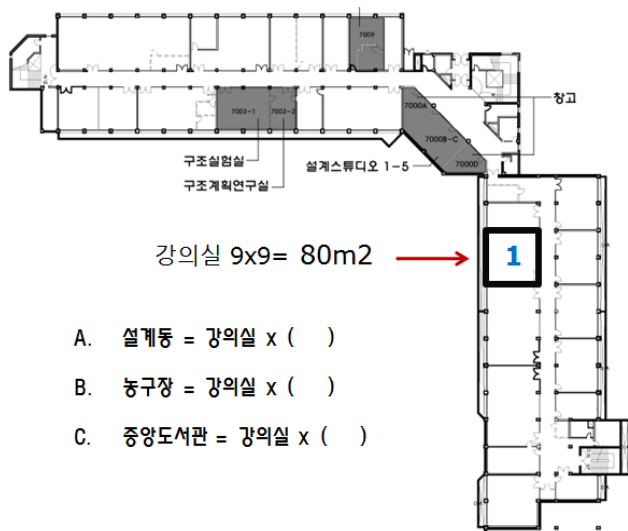 7009
7003-1
7003-2
7000A
7000B-C
7000D
창고
구조실험실
구조계획연구실
설계스튜디오 1-5
강의실 9x9= 80m2
1
A. 설계동 = 강의실 x ( )
B. 농구장 = 강의실 x ( )
C. 중앙도서관 = 강의실 x ( )